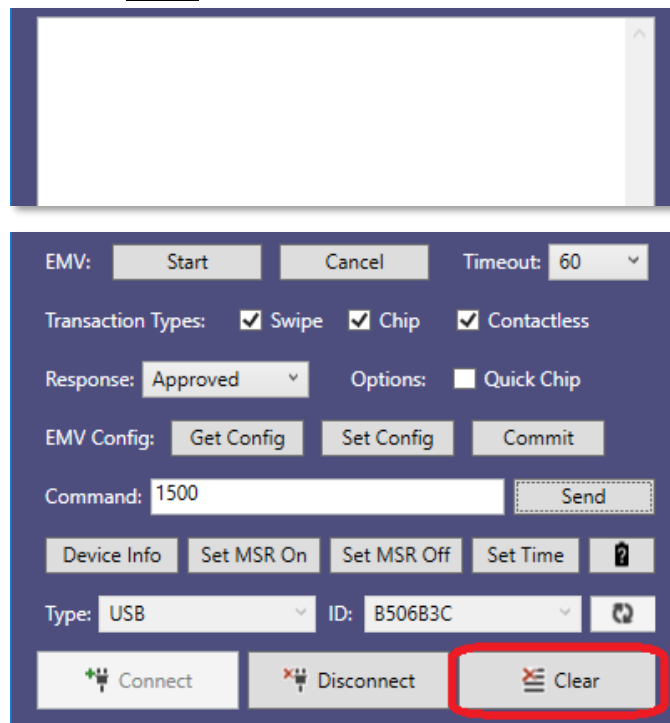 EMV: Start Cancel Timeout: 60
Transaction Types: Swipe Chip Contactless
Response: Approved Options: Quick Chip
EMV Config: Get Config Set Config Commit
Command: 1500 Send
Device Info Set MSR On Set MSR Off Set Time
Type: USB ID: B506B3C
Connect Disconnect Clear